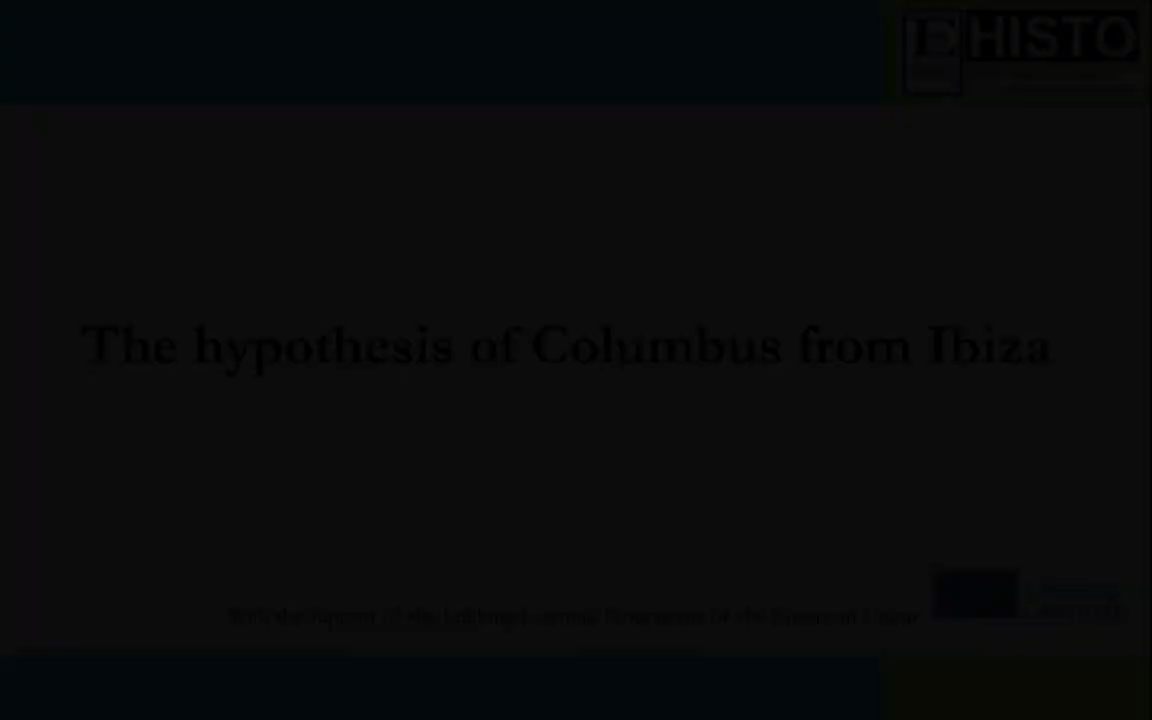 HISTO
The hypothesis of Columbus from Ibiza
With the support of the Lifelong Learning Programme of the European Union